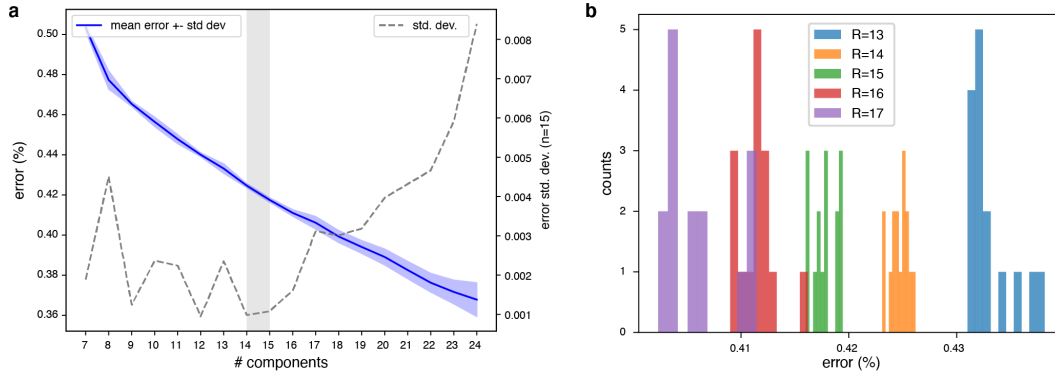 a
mean error +- std dev
std. dev.
0.50
0.48
0.46
0.44
0.42
0.40
0.38
0.36
error (%)
0.008
0.007
0.006
0.005
0.004
0.003
0.002
0.001
error std. dev. (n=15)
7 8 9 10 11 12 13 14 15 16 17 18 19 20 21 22 23 24
# components
b
R=13
R=14
R=15
R=16
R=17
5
4
3
2
1
0
counts
0.41 0.42 0.43
error (%)